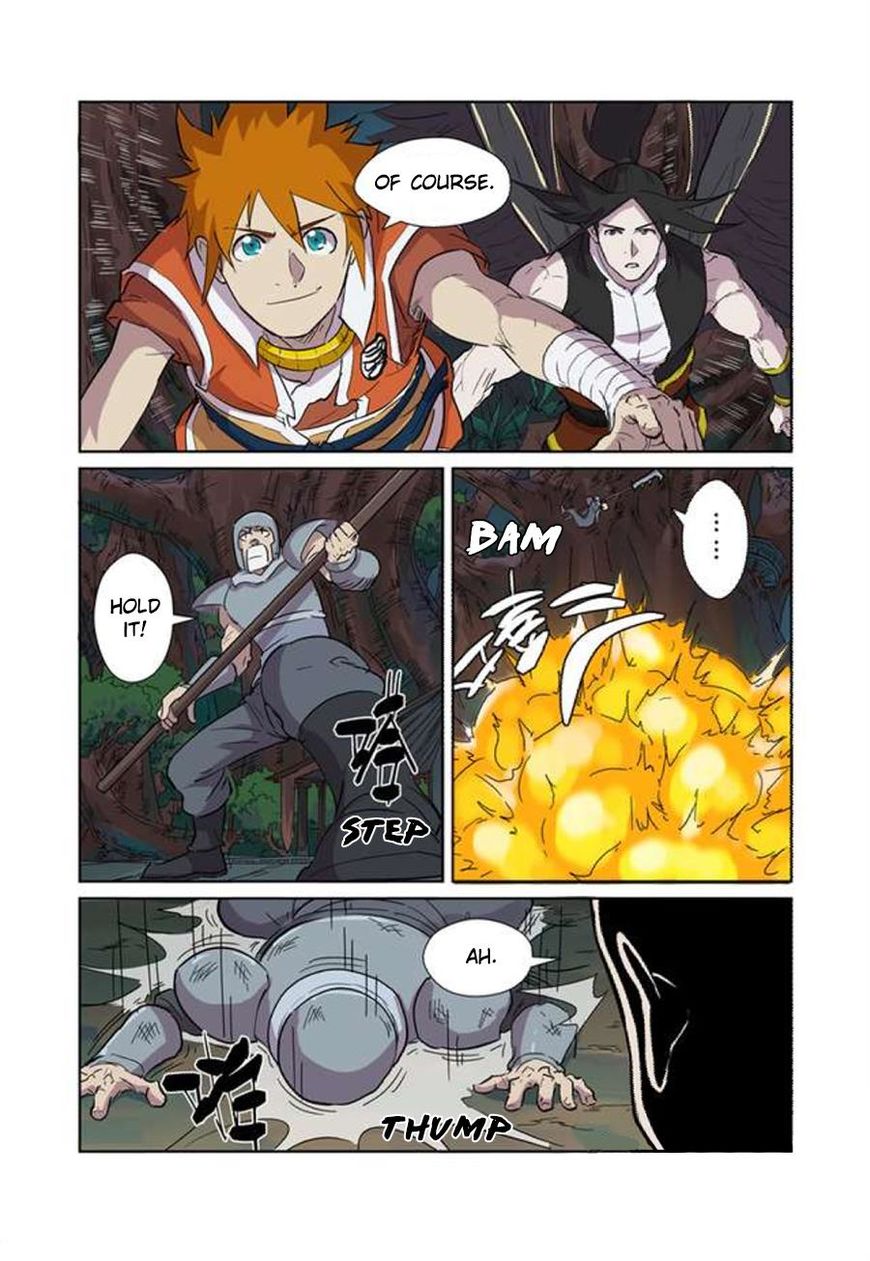 OF COURSE.
HOLD
IT!
STEP
BAM
......
AH.
THUMP